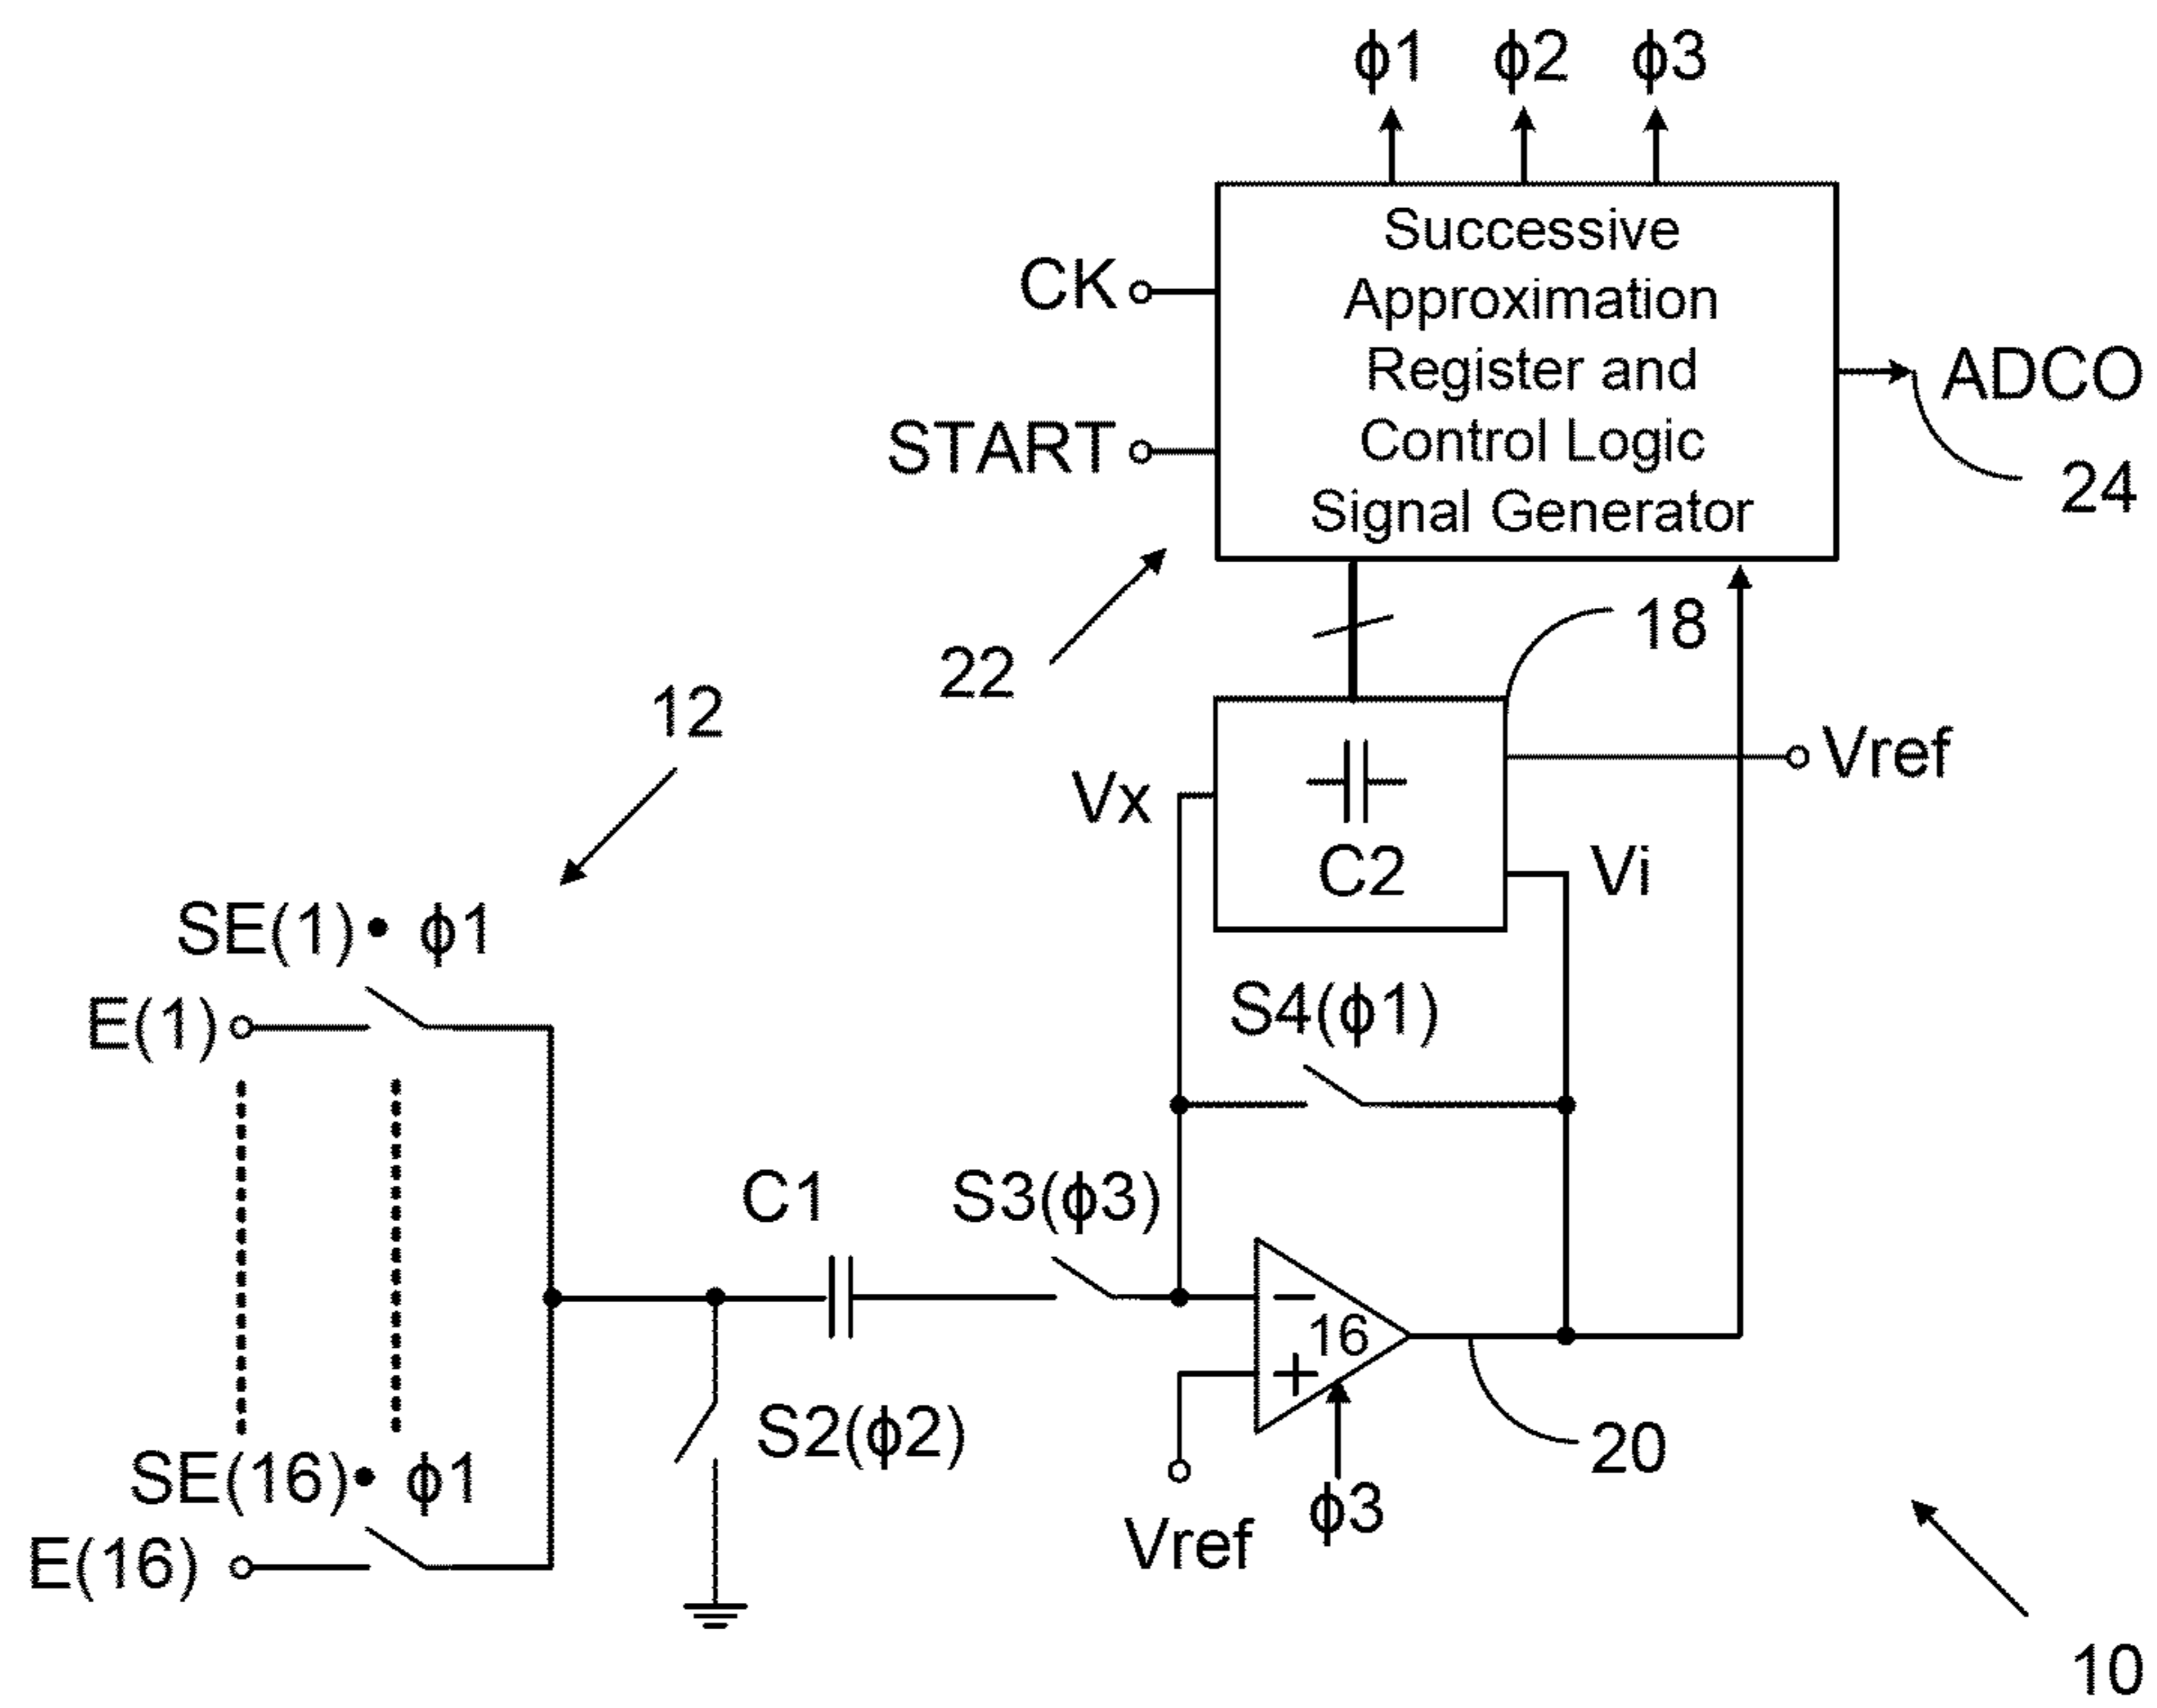 ϕ1 ϕ2 ϕ3
Successive
Approximation
Register and
Control Logic
Signal Generator
CK
START
ADCO
24
22
18
12
Vref
Vx
C2
Vi
SE(1)• ϕ1
E(1)
S4(ϕ1)
C1
S3(ϕ3)
16
− +
S2(ϕ2)
20
SE(16)• ϕ1
E(16)
Vref
ϕ3
10